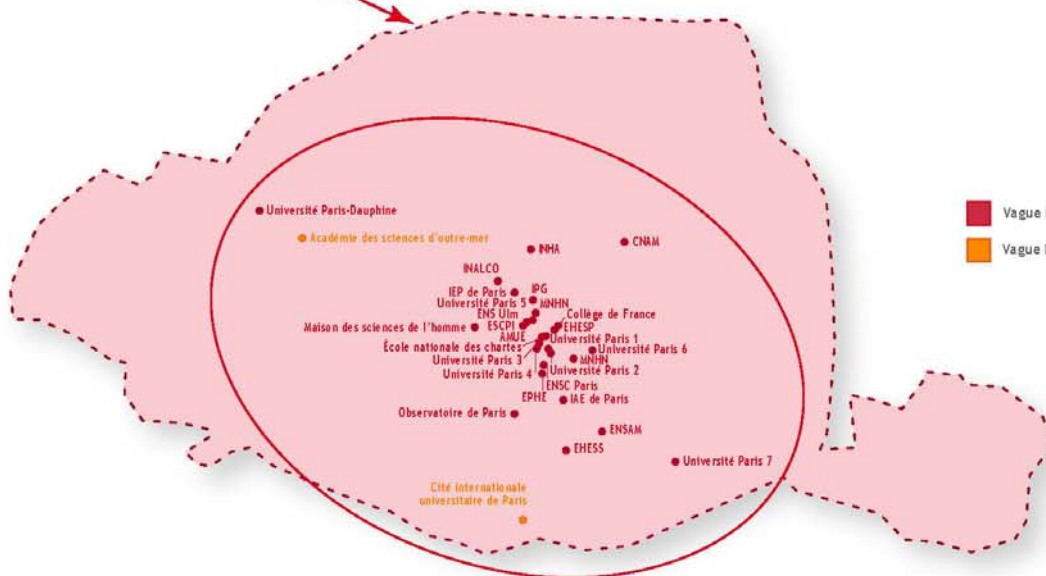 Université Paris-Dauphine
Académie des sciences d'outre-mer
INHA
CNAM
Vague
Vague
INALCO
IEP de Paris
IPG
Université Paris 5
MNHN
ENS Ulm
Collège de France
Maison des sciences de l'homme
ESCPI
EHESP
AMUE
Université Paris 1
École nationale des chartes
Université Paris 6
Université Paris 3
MNHN
Université Paris 4
Université Paris 2
ENSC Paris
EPHE
IAE de Paris
Observatoire de Paris
ENSAM
EHESS
Université Paris 7
Cité internationale
universitaire de Paris